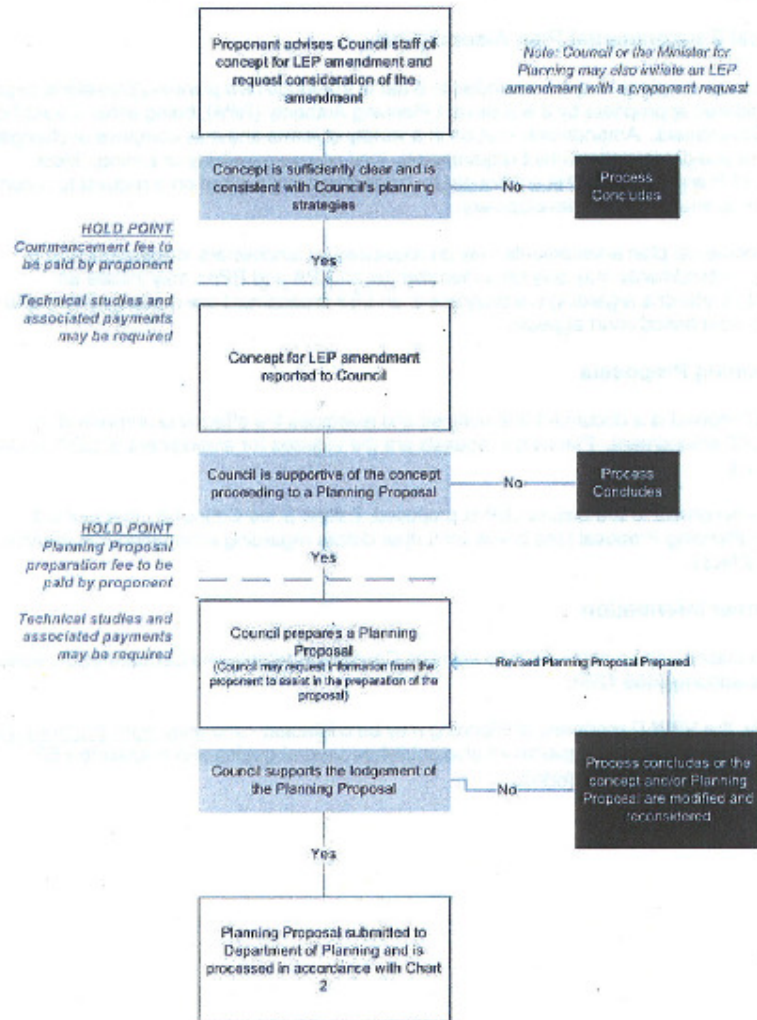 Proponent advises Council staff of
concept for LEP amendment and
request consideration of the
amendment
Note: Council or the Minister for
Planning may also initiate an LEP
amendment with a proponent request
Concept is sufficiently clear and is
consistent with Council's planning
strategies
No
Process
Concludes
HOLD POINT
Commencement fee to
be paid by proponent
Yes
Technical studies and
associated payments
may be required
Concept for LEP amendment
reported to Council
Council is supportive of the concept
proceeding to a Planning Proposal
No
Process
Concludes
HOLD POINT
Planning Proposal
preparation fee to be
paid by proponent
Yes
Technical studies and
associated payments
may be required
Council prepares a Planning
Proposal
(Council may request information from the
proponent to assist in the preparation of the
proposal)
Revised Planning Proposal Prepared
Council supports the lodgement of
the Planning Proposal
No
Process concludes or the
concept and/or Planning
Proposal are modified and
reconsidered
Yes
Planning Proposal submitted to
Department of Planning and is
processed in accordance with Chart
2